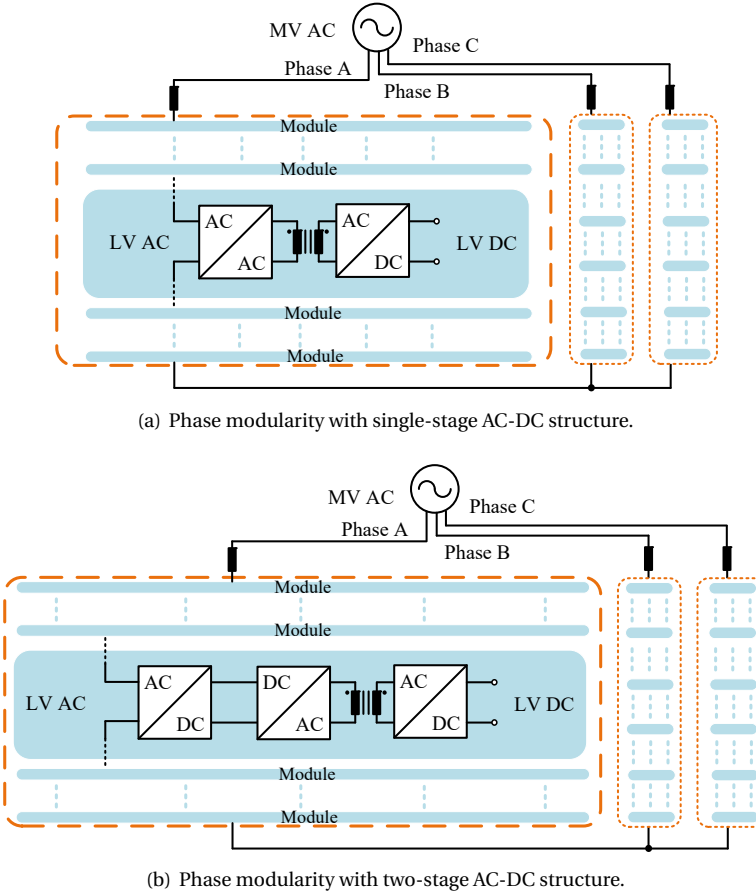 MV AC
Phase C
Phase A
Phase B
Module
Module
AC
AC
LV AC
LV DC
AC
DC
Module
Module
(a) Phase modularity with single-stage AC-DC structure.
MV AC
Phase C
Phase A
Phase B
Module
Module
AC
DC
AC
LV AC
LV DC
DC
AC
DC
Module
Module
(b) Phase modularity with two-stage AC-DC structure.